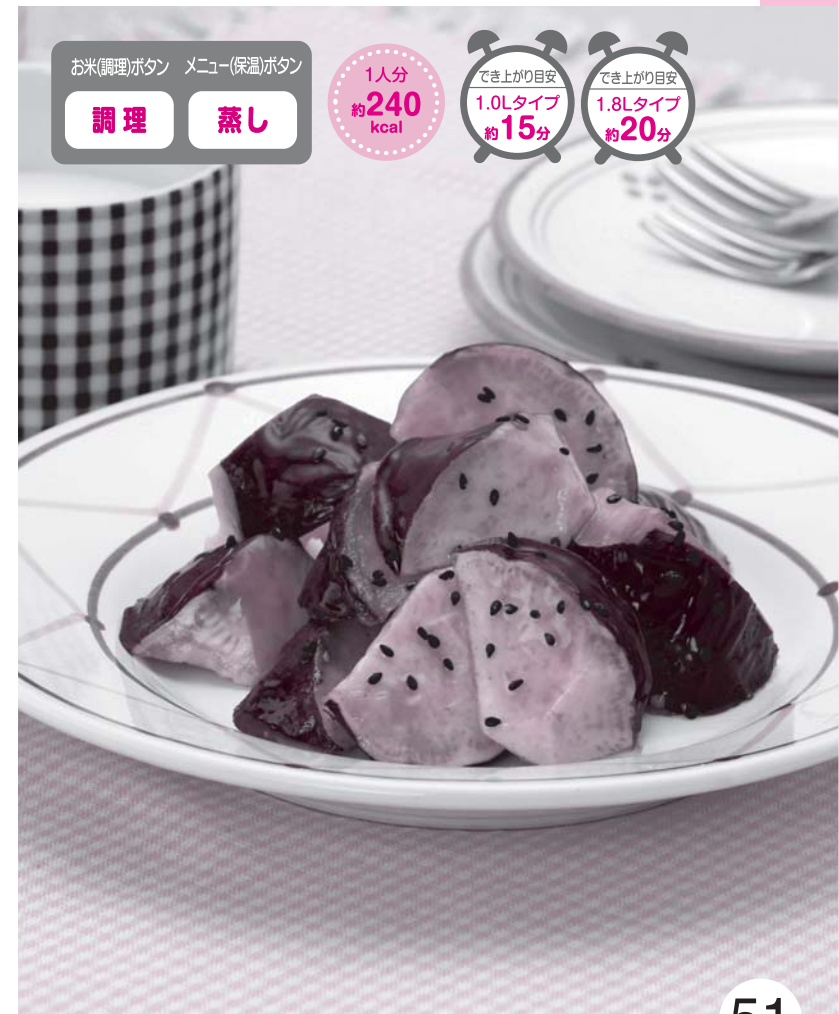 お米(調理)ボタン
メニュー(保温)ボタン
調理
蒸し
1人分
約240
kcal
でき上がり目安
1.0Lタイプ
約15分
でき上がり目安
1.8Lタイプ
約20分
51